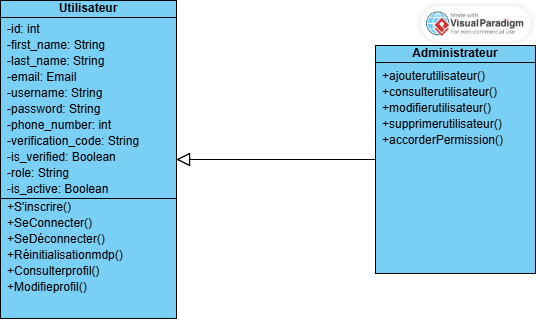 Utilisateur
-id: int
-first_name: String
-last_name: String
-email: Email
-username: String
-password: String
-phone_number: int
-verification_code: String
-is_verified: Boolean
-role: String
-is_active: Boolean
+S'inscrire()
+SeConnecter()
+SeDéconnecter()
+Réinitialisationmdp()
+Consulterprofil()
+Modifieprofil()
Made with
Visual Paradigm
For non-commercial use
Administrateur
+ajouterutilisateur()
+consulterutilisateur()
+modifierutilisateur()
+supprimerutilisateur()
+accorderPermission()